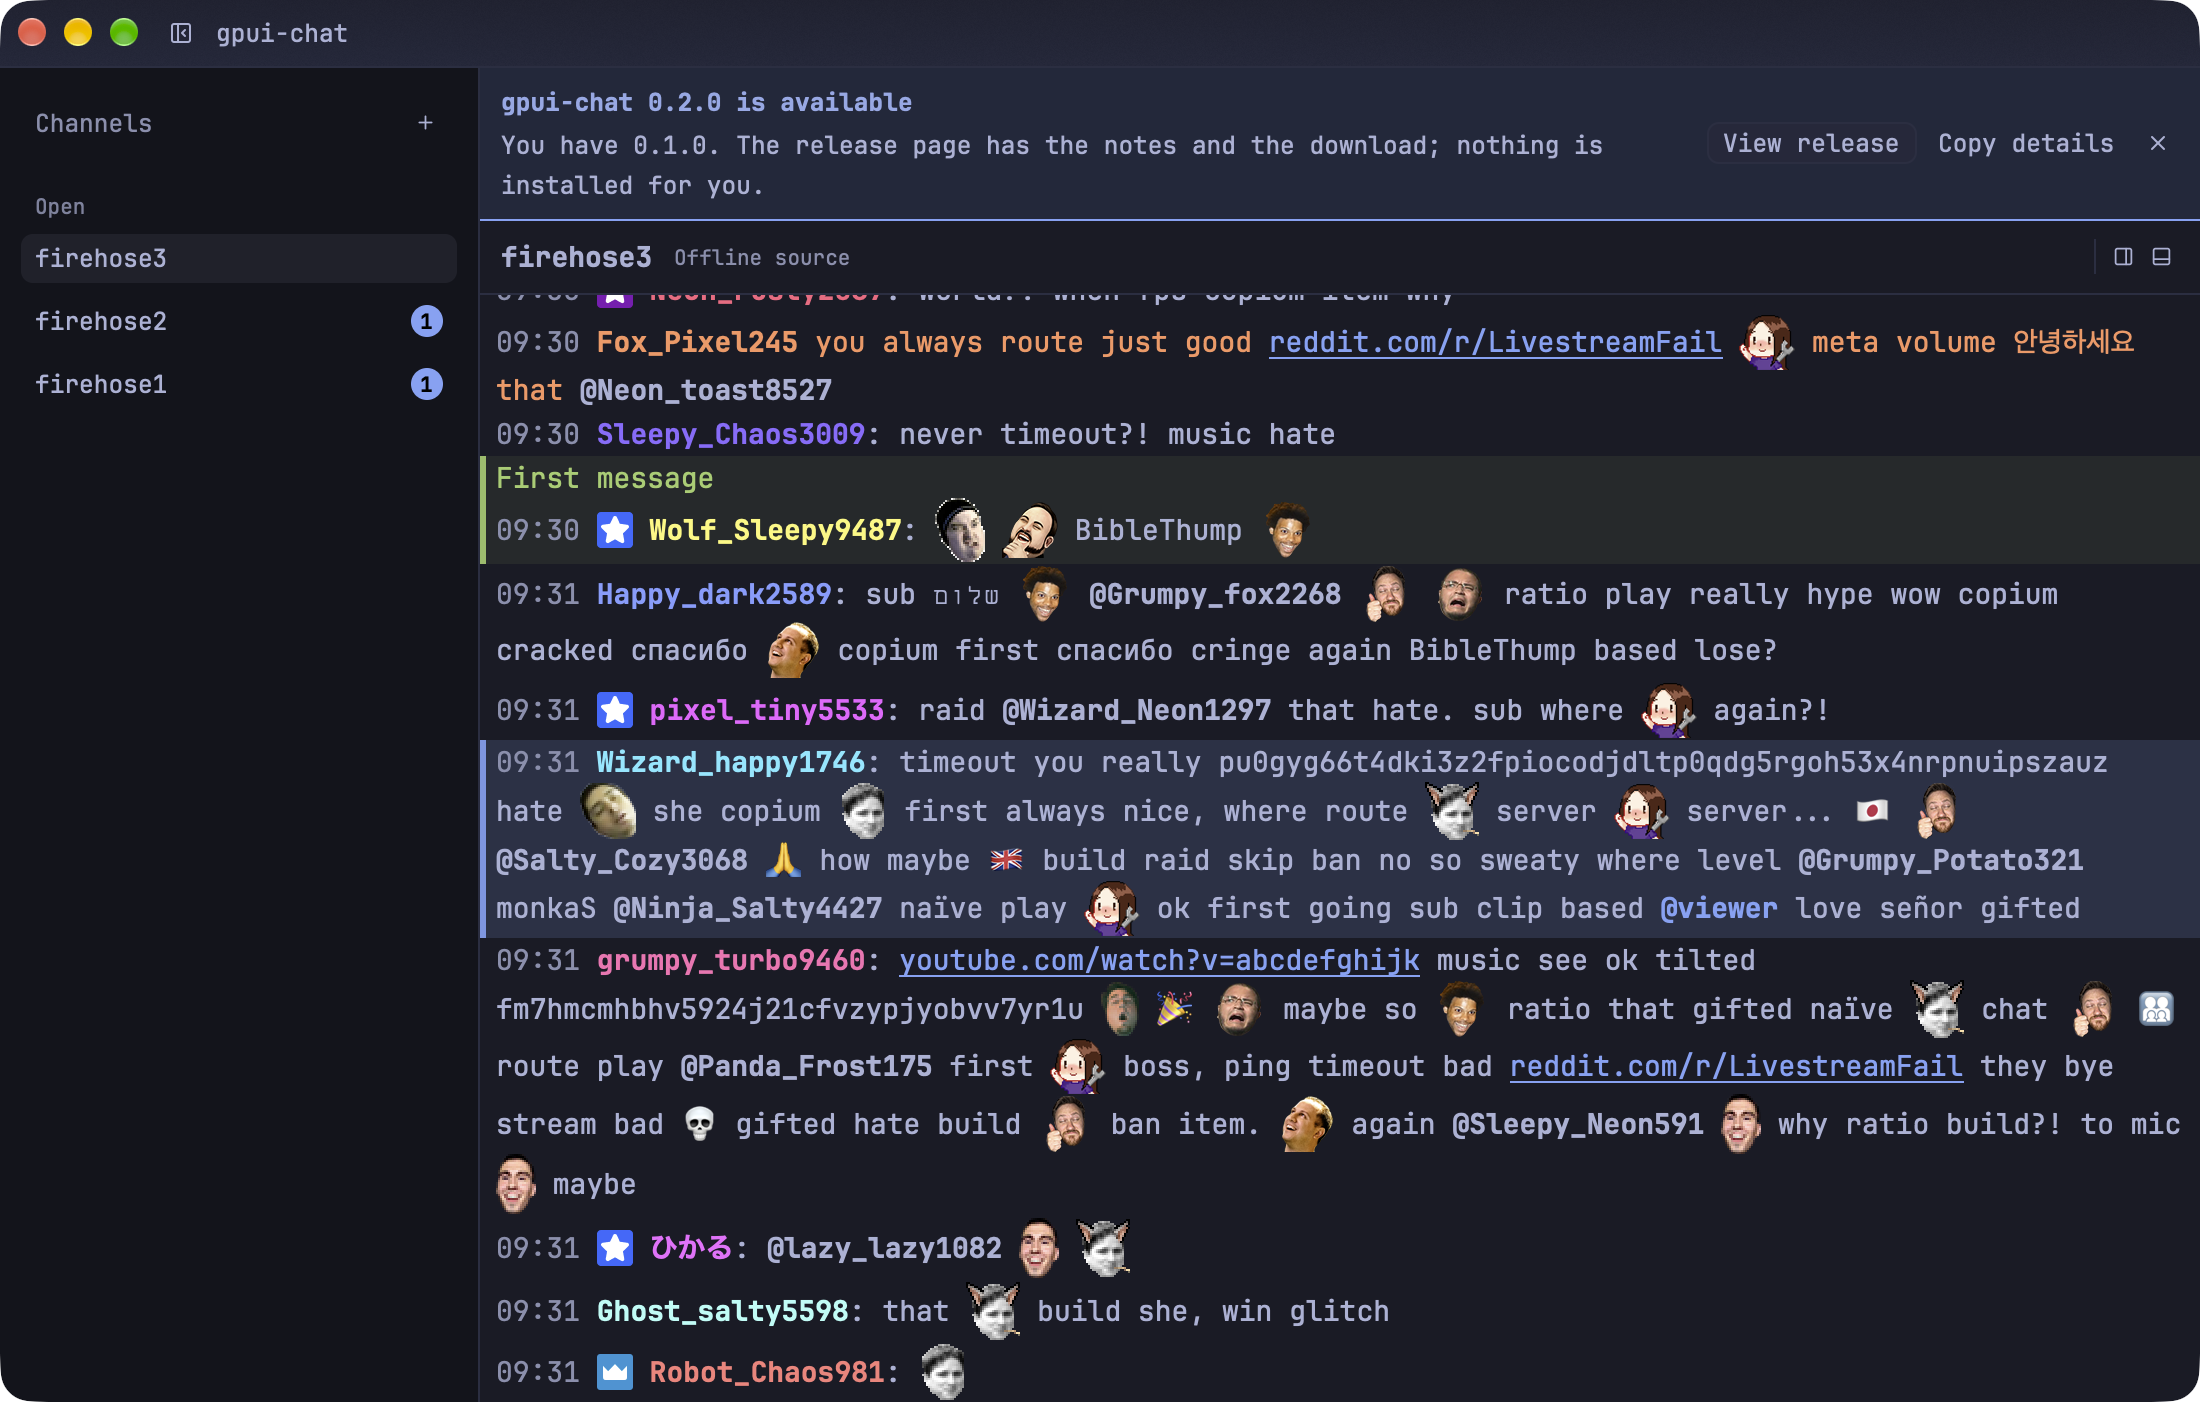 gpui-chat
Channels
+
Open
firehose3
firehose2
1
firehose1
1
gpui-chat 0.2.0 is available
You have 0.1.0. The release page has the notes and the download; nothing is
installed for you.
View release
Copy details
firehose3 Offline source
09:30 Fox_Pixel245 you always route just good reddit.com/r/LivestreamFail meta volume 안녕하세요
that @Neon_toast8527
09:30 Sleepy_Chaos3009: never timeout?! music hate
First message
09:30 Wolf_Sleepy9487: BibleThump
09:31 Happy_dark2589: sub שלום @Grumpy_fox2268 ratio play really hype wow copium
cracked спасибо copium first спасибо cringe again BibleThump based lose?
09:31 pixel_tiny5533: raid @Wizard_Neon1297 that hate. sub where again?!
09:31 Wizard_happy1746: timeout you really pu0gyg66t4dki3z2fpiocodjdltp0qdg5rgoh53x4nrpnuipszauz
hate she copium first always nice, where route server server... 🇯🇵
@Salty_Cozy3068 🙏 how maybe 🇬🇧 build raid skip ban no so sweaty where level @Grumpy_Potato321
monkaS @Ninja_Salty4427 naïve play ok first going sub clip based @viewer love señor gifted
09:31 grumpy_turbo9460: youtube.com/watch?v=abcdefghijk music see ok tilted
fm7hmcmhbhv5924j21cfvzypjyobvv7yr1u 🎉 maybe so ratio that gifted naïve chat
route play @Panda_Frost175 first boss, ping timeout bad reddit.com/r/LivestreamFail they bye
stream bad 💀 gifted hate build ban item. again @Sleepy_Neon591 why ratio build?! to mic
maybe
09:31 ひかる: @lazy_lazy1082
09:31 Ghost_salty5598: that build she, win glitch
09:31 Robot_Chaos981: